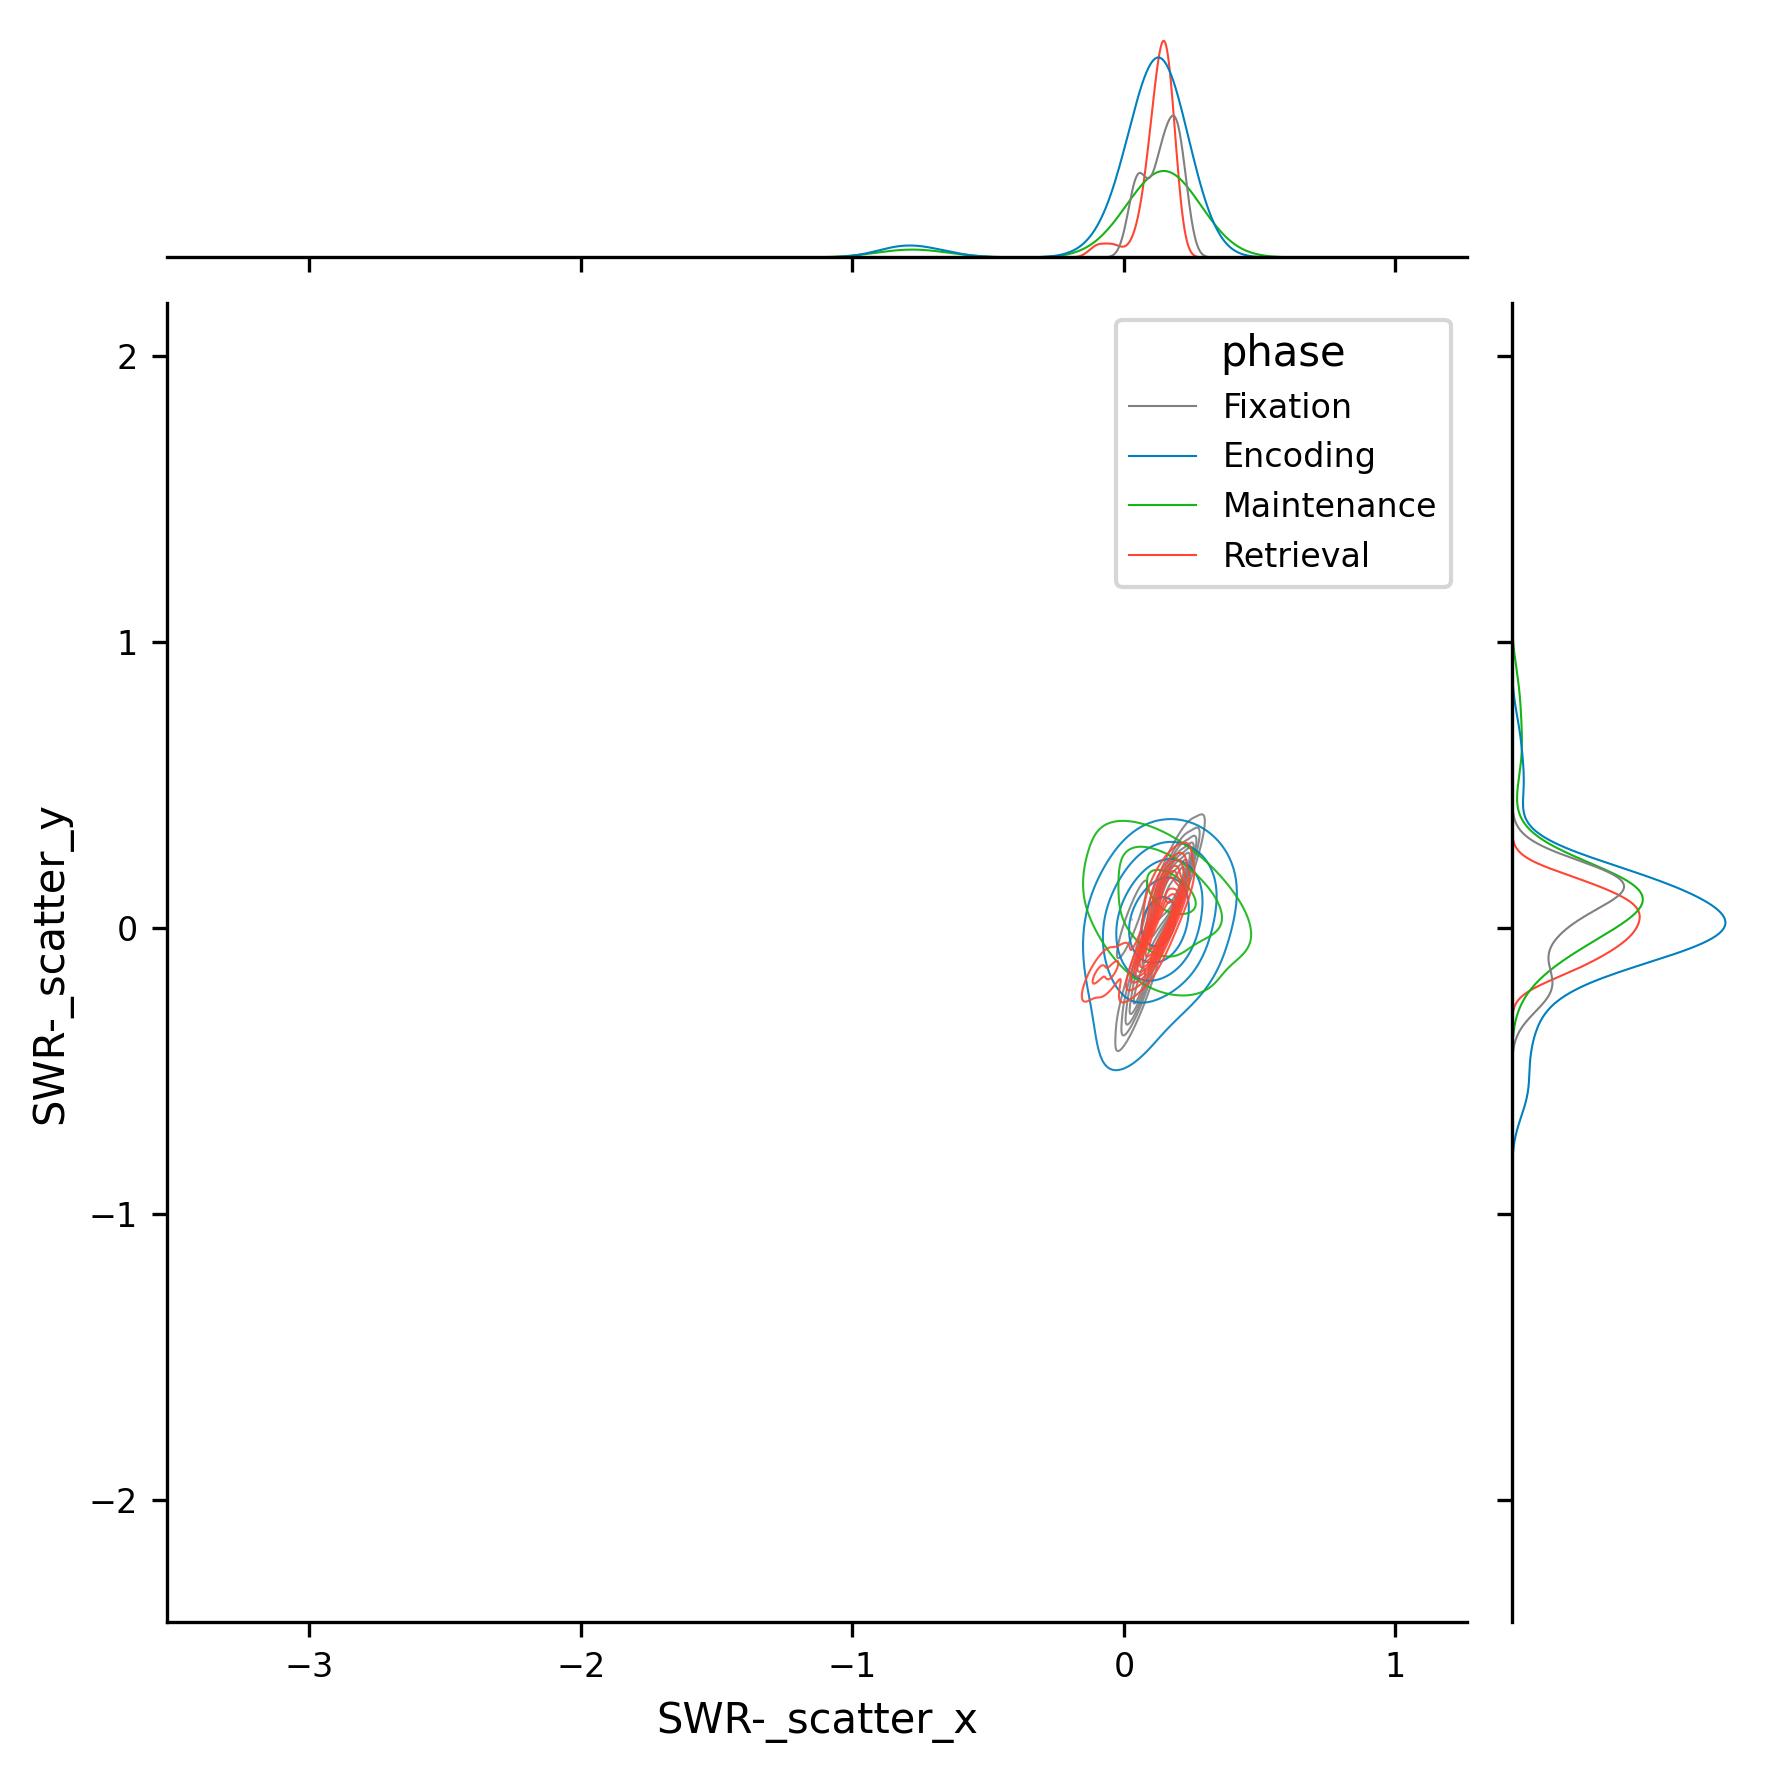 phase
Fixation
Encoding
Maintenance
Retrieval
2
1
0
−1
−2
SWR-_scatter_y
−3
−2
−1
0
1
SWR-_scatter_x